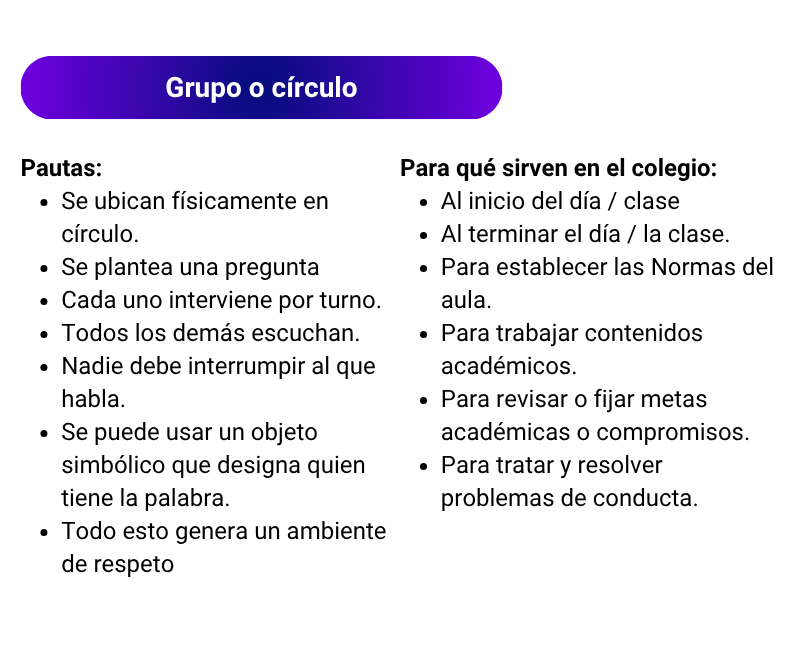 Grupo o círculo
Pautas:
• Se ubican físicamente en
círculo.
• Se plantea una pregunta
• Cada uno interviene por turno.
• Todos los demás escuchan.
• Nadie debe interrumpir al que
habla.
• Se puede usar un objeto
simbólico que designa quien
tiene la palabra.
• Todo esto genera un ambiente
de respeto
Para qué sirven en el colegio:
• Al inicio del día / clase
• Al terminar el día / la clase.
• Para establecer las Normas del
aula.
• Para trabajar contenidos
académicos.
• Para revisar o fijar metas
académicas o compromisos.
• Para tratar y resolver
problemas de conducta.